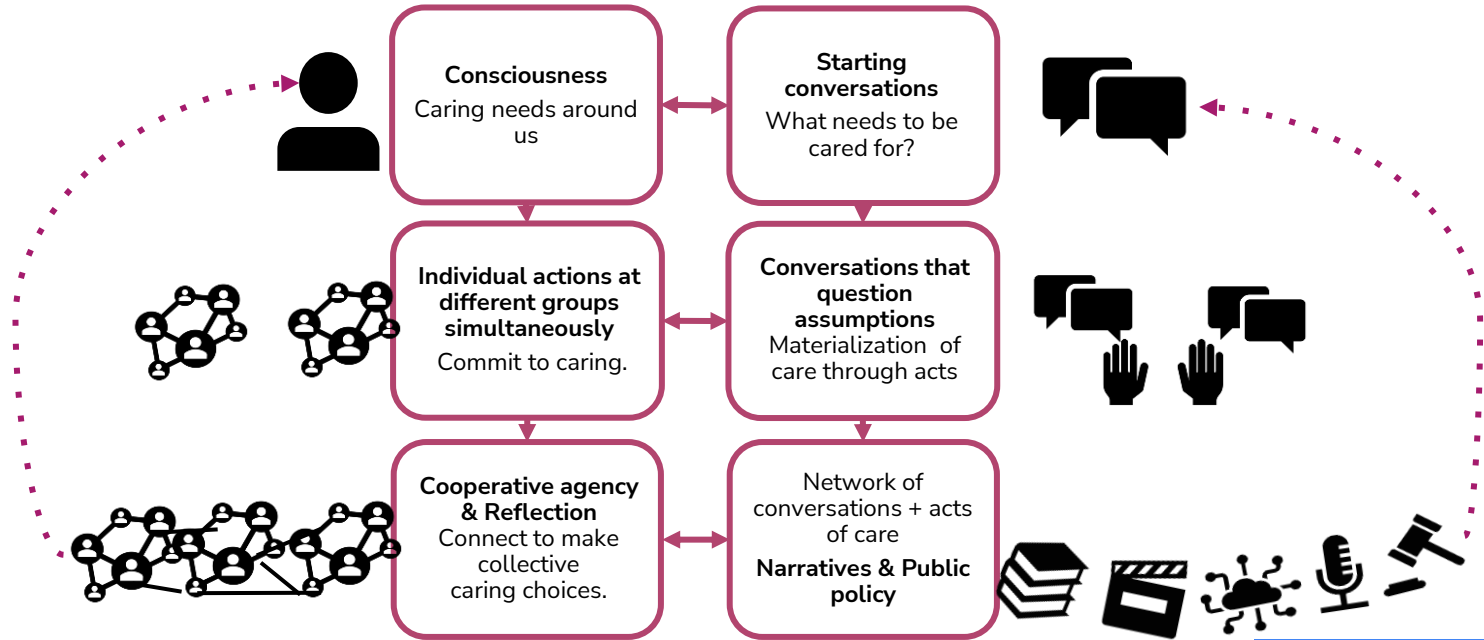 Consciousness
Caring needs around
us
Starting
conversations
What needs to be
cared for?
Individual actions at
different groups
simultaneously
Commit to caring.
Conversations that
question
assumptions
Materialization of
care through acts
Cooperative agency
& Reflection
Connect to make
collective
caring choices.
Network of
conversations + acts
of care
Narratives & Public
policy